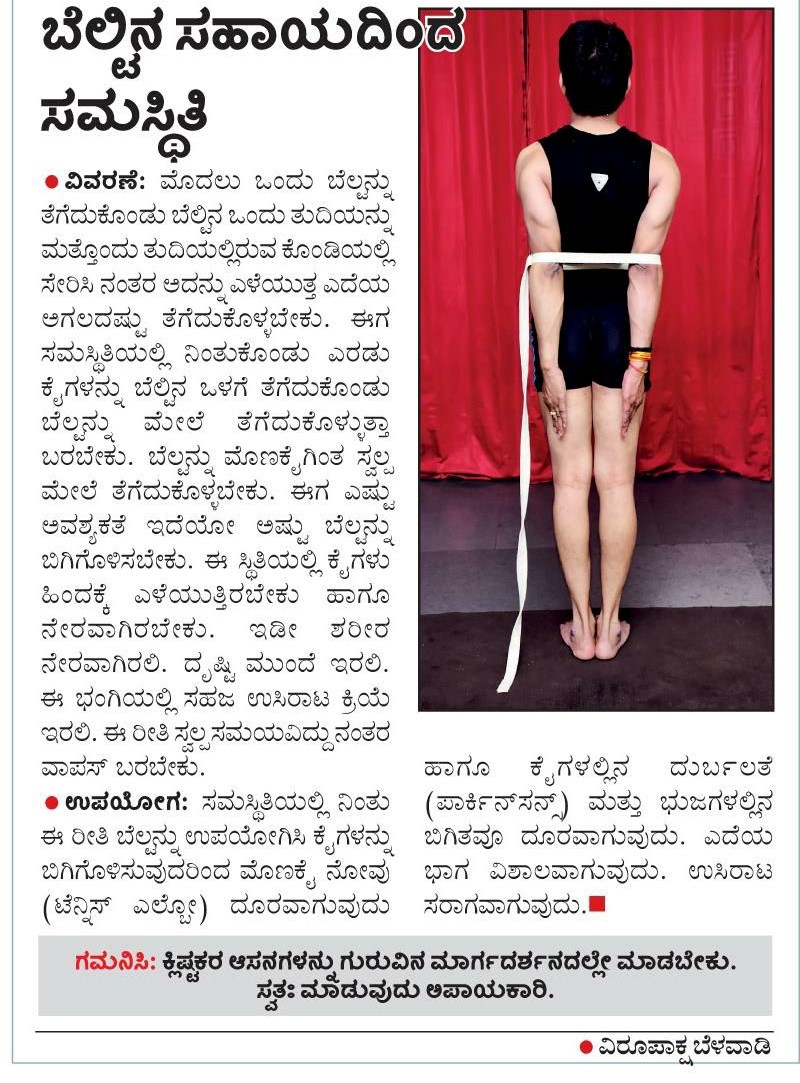 ಬೆಲ್ಟಿನ ಸಹಾಯದಿಂದ
ಸಮಸ್ಥಿತಿ
● ವಿವರಣೆ: ಮೊದಲು ಒಂದು ಬೆಲ್ಟನ್ನು
ತೆಗೆದುಕೊಂಡು ಬೆಲ್ಟಿನ ಒಂದು ತುದಿಯನ್ನು
ಮತ್ತೊಂದು ತುದಿಯಲ್ಲಿರುವ ಕೊಂಡಿಯಲ್ಲಿ
ಸೇರಿಸಿ ನಂತರ ಅದನ್ನು ಎಳೆಯುತ್ತ ಎದೆಯ
ಅಗಲದಷ್ಟು ತೆಗೆದುಕೊಳ್ಳಬೇಕು. ಈಗ
ಸಮಸ್ಥಿತಿಯಲ್ಲಿ ನಿಂತುಕೊಂಡು ಎರಡು
ಕೈಗಳನ್ನು ಬೆಲ್ಟಿನ ಒಳಗೆ ತೆಗೆದುಕೊಂಡು
ಬೆಲ್ಟನ್ನು ಮೇಲೆ ತೆಗೆದುಕೊಳ್ಳುತ್ತಾ
ಬರಬೇಕು. ಬೆಲ್ಟನ್ನು ಮೊಣಕೈಗಿಂತ ಸ್ವಲ್ಪ
ಮೇಲೆ ತೆಗೆದುಕೊಳ್ಳಬೇಕು. ಈಗ ಎಷ್ಟು
ಅವಶ್ಯಕತೆ ಇದೆಯೋ ಅಷ್ಟು ಬೆಲ್ಟನ್ನು
ಬಿಗಿಗೊಳಿಸಬೇಕು. ಈ ಸ್ಥಿತಿಯಲ್ಲಿ ಕೈಗಳು
ಹಿಂದಕ್ಕೆ ಎಳೆಯುತ್ತಿರಬೇಕು ಹಾಗೂ
ನೇರವಾಗಿರಬೇಕು. ಇಡೀ ಶರೀರ
ನೇರವಾಗಿರಲಿ. ದೃಷ್ಟಿ ಮುಂದೆ ಇರಲಿ.
ಈ ಭಂಗಿಯಲ್ಲಿ ಸಹಜ ಉಸಿರಾಟ ಕ್ರಿಯೆ
ಇರಲಿ. ಈ ರೀತಿ ಸ್ವಲ್ಪ ಸಮಯವಿದ್ದು ನಂತರ
ವಾಪಸ್ ಬರಬೇಕು.
● ಉಪಯೋಗ: ಸಮಸ್ಥಿತಿಯಲ್ಲಿ ನಿಂತು
ಈ ರೀತಿ ಬೆಲ್ಟನ್ನು ಉಪಯೋಗಿಸಿ ಕೈಗಳನ್ನು
ಬಿಗಿಗೊಳಿಸುವುದರಿಂದ ಮೊಣಕೈ ನೋವು
(ಟೆನ್ನಿಸ್ ಎಲ್ಬೋ) ದೂರವಾಗುವುದು
ಹಾಗೂ ಕೈಗಳಲ್ಲಿನ ದುರ್ಬಲತೆ
(ಪಾರ್ಕಿನ್‌ಸನ್ಸ್) ಮತ್ತು ಭುಜಗಳಲ್ಲಿನ
ಬಿಗಿತವೂ ದೂರವಾಗುವುದು. ಎದೆಯ
ಭಾಗ ವಿಶಾಲವಾಗುವುದು. ಉಸಿರಾಟ
ಸರಾಗವಾಗುವುದು.■
ಗಮನಿಸಿ: ಕ್ಲಿಷ್ಟಕರ ಆಸನಗಳನ್ನು ಗುರುವಿನ ಮಾರ್ಗದರ್ಶನದಲ್ಲೇ ಮಾಡಬೇಕು.
ಸ್ವತಃ ಮಾಡುವುದು ಅಪಾಯಕಾರಿ.
● ವಿರೂಪಾಕ್ಷ ಬೆಳವಾಡಿ